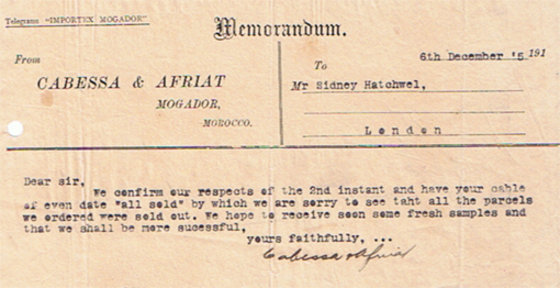 Telegrams "IMPORTEX MOGADOR"
Memorandum.
6th December '5 191
From
To
CABESSA & AFRIAT
Mr Sidney Hatchwel,
MOGADOR,
MOROCCO.
London
Dear sir,
We confirm our respects of the 2nd instant and have your cable
of even date "all sold" by which we are sorry to see taht all the parcels
we ordered were sold out. We hope to receive soon some fresh samples and
that we shall be more sucessful,
yours faithfully, ...
Cabessa & Afriat